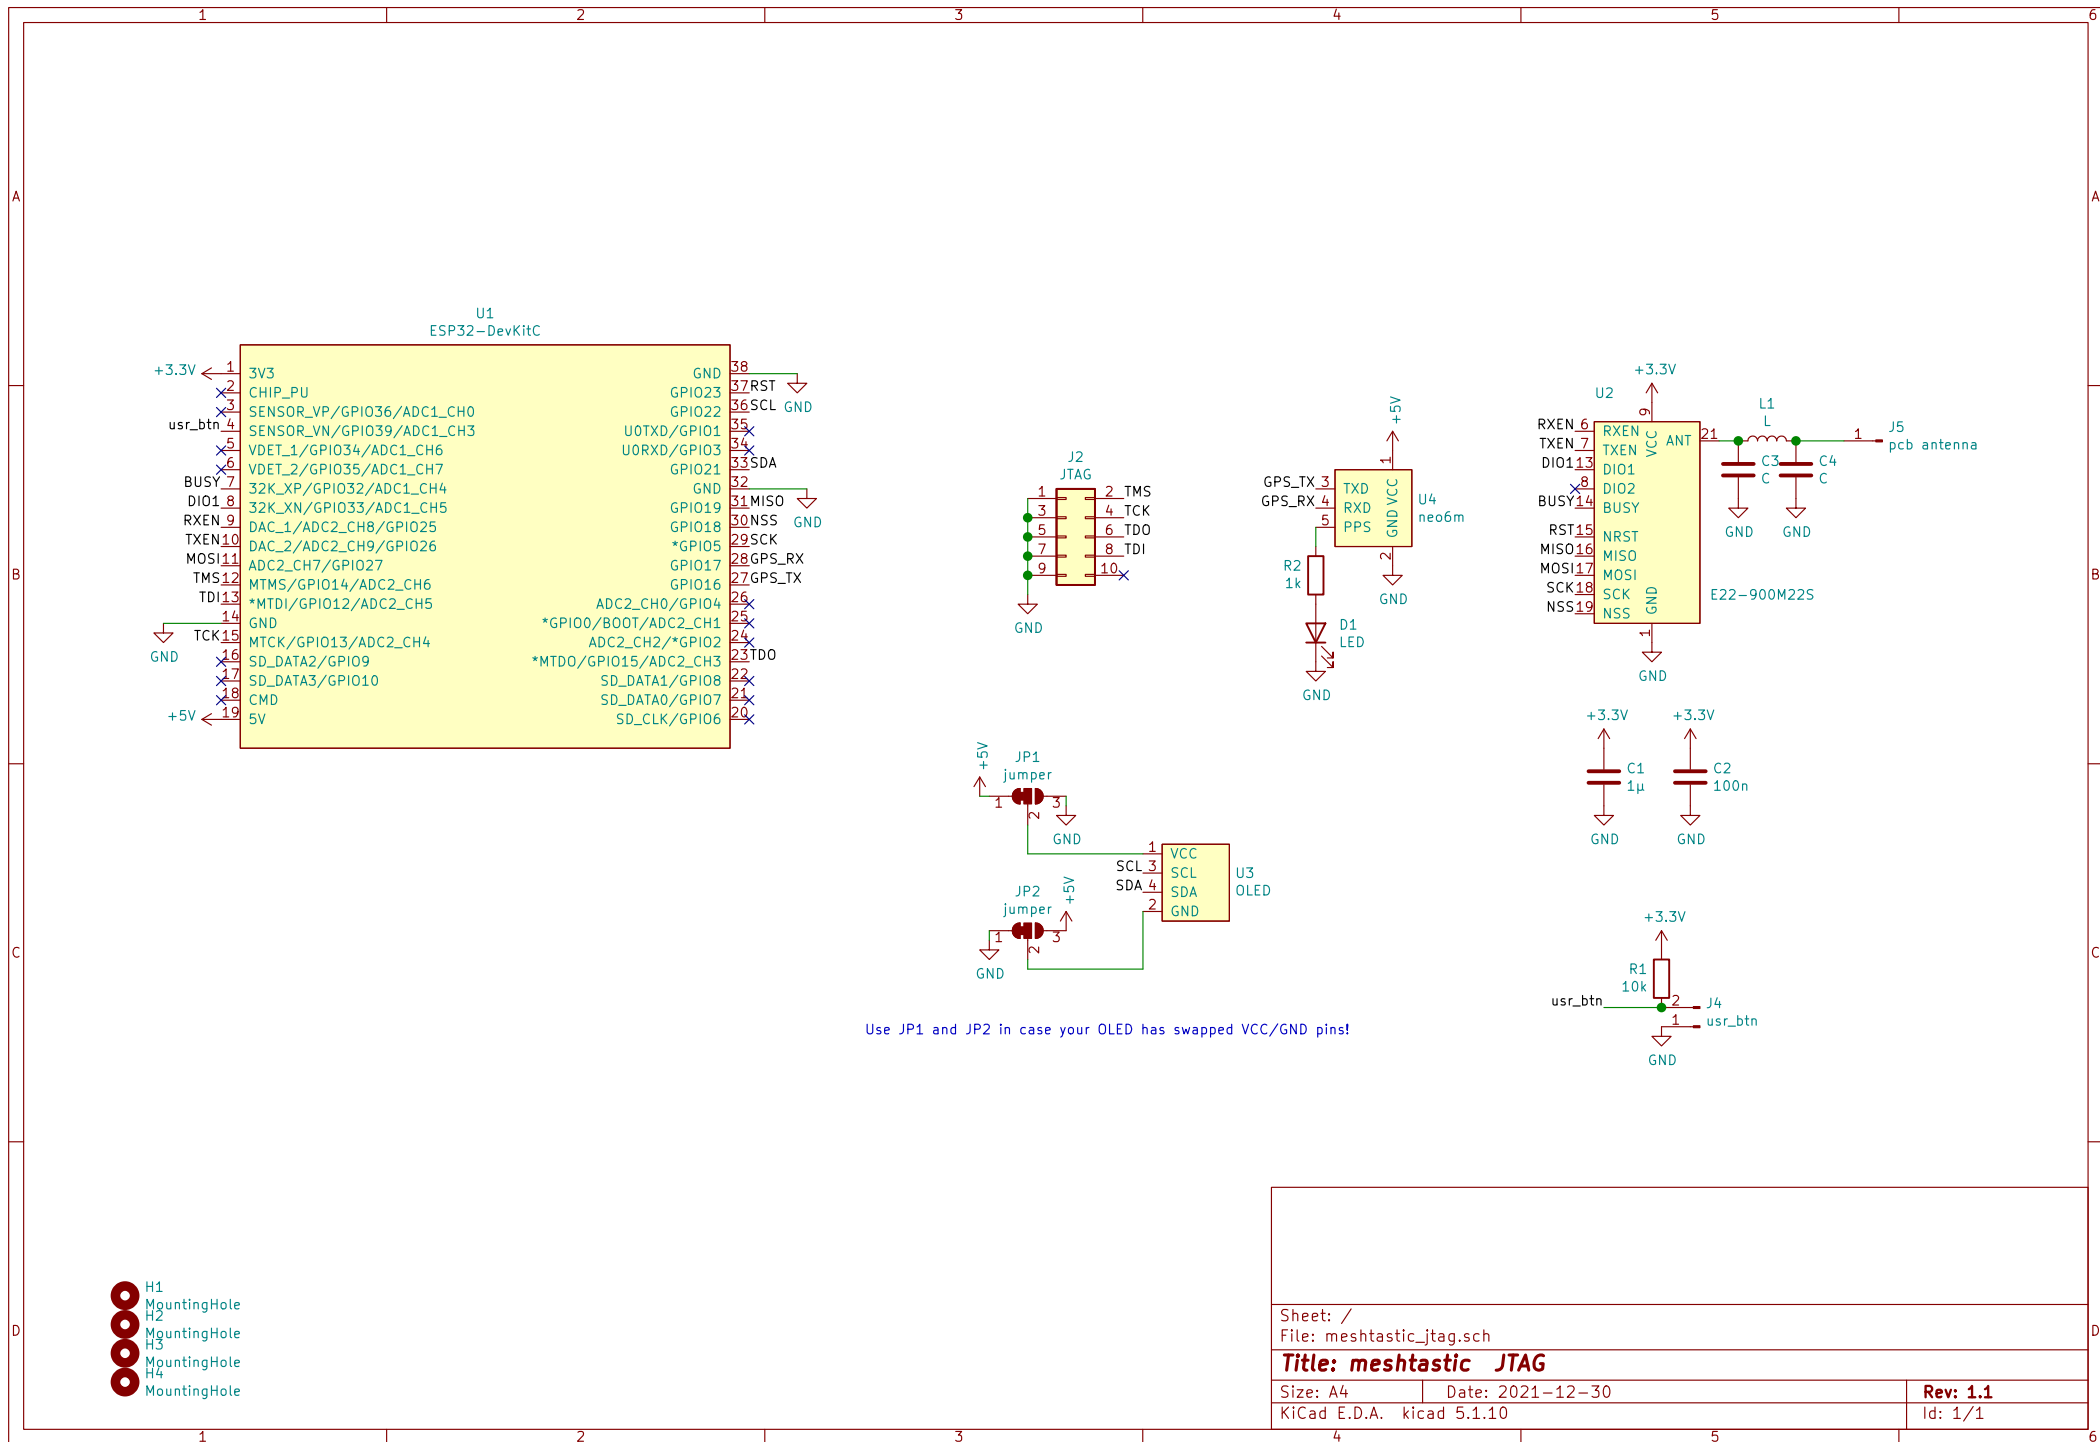 1 2 3 4 5 6
A A
B B
C C
D D
1 2 3 4 5 6
U1
ESP32-DevKitC
+3.3V 1 3V3
2 CHIP_PU
3 SENSOR_VP/GPIO36/ADC1_CH0
usr_btn 4 SENSOR_VN/GPIO39/ADC1_CH3
5 VDET_1/GPIO34/ADC1_CH6
6 VDET_2/GPIO35/ADC1_CH7
BUSY 7 32K_XP/GPIO32/ADC1_CH4
DIO1 8 32K_XN/GPIO33/ADC1_CH5
RXEN 9 DAC_1/ADC2_CH8/GPIO25
TXEN 10 DAC_2/ADC2_CH9/GPIO26
MOSI 11 ADC2_CH7/GPIO27
TMS 12 MTMS/GPIO14/ADC2_CH6
TDI 13 *MTDI/GPIO12/ADC2_CH5
14 GND
GND
TCK 15 MTCK/GPIO13/ADC2_CH4
16 SD_DATA2/GPIO9
17 SD_DATA3/GPIO10
18 CMD
+5V 19 5V
GND 38
GND
GPIO23 37 RST
GPIO22 36 SCL
U0TXD/GPIO1 35
U0RXD/GPIO3 34
GPIO21 33 SDA
GND 32
GND
GPIO19 31 MISO
GPIO18 30 NSS
*GPIO5 29 SCK
GPIO17 28 GPS_RX
GPIO16 27 GPS_TX
ADC2_CH0/GPIO4 26
*GPIO0/BOOT/ADC2_CH1 25
ADC2_CH2/*GPIO2 24
*MTDO/GPIO15/ADC2_CH3 23 TDO
SD_DATA1/GPIO8 22
SD_DATA0/GPIO7 21
SD_CLK/GPIO6 20
J2
JTAG
1 2 TMS
3 4 TCK
5 6 TDO
7 8 TDI
9 10
GND
+5V
1
GPS_TX 3 TXD
GPS_RX 4 RXD
5 PPS
GND VCC
U4
neo6m
2
GND
R2
1k
D1
LED
GND
+3.3V
U2
9
RXEN 6 RXEN
TXEN 7 TXEN
DIO1 13 DIO1
8 DIO2
BUSY 14 BUSY
RST 15 NRST
MISO 16 MISO
MOSI 17 MOSI
SCK 18 SCK
NSS 19 NSS
VCC
GND
ANT 21
E22-900M22S
1
GND
L1
L
C3
C
GND
C4
C
GND
1
J5
pcb antenna
+3.3V
C1
1µ
GND
+3.3V
C2
100n
GND
+5V
JP1
jumper
1 2 3
GND
JP2
jumper
+5V
1 2 3
GND
1 VCC
SCL 3 SCL
SDA 4 SDA
2 GND
U3
OLED
Use JP1 and JP2 in case your OLED has swapped VCC/GND pins!
+3.3V
R1
10k
usr_btn
2
1
J4
usr_btn
GND
H1
MountingHole
H2
MountingHole
H3
MountingHole
H4
MountingHole
Sheet: /
File: meshtastic_jtag.sch
Title: meshtastic JTAG
Size: A4 Date: 2021-12-30 Rev: 1.1
KiCad E.D.A. kicad 5.1.10 Id: 1/1